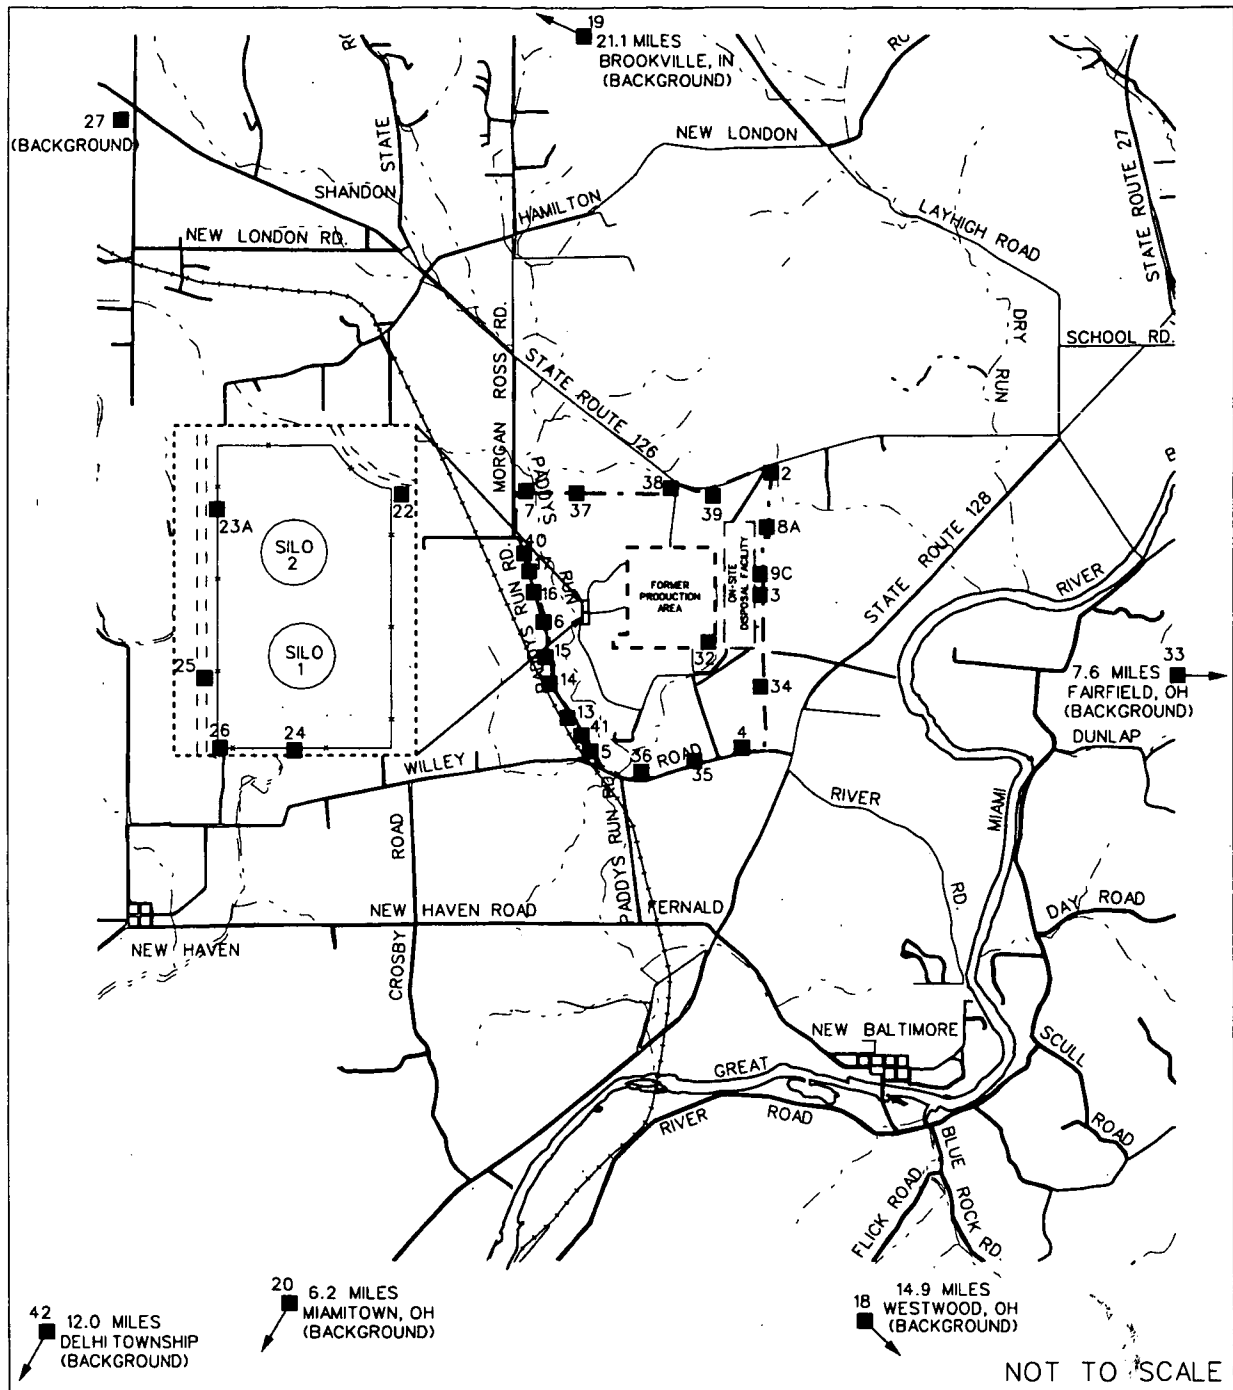 19
21.1 MILES
BROOKVILLE, IN
(BACKGROUND)
27
(BACKGROUND)
STATE
NEW LONDON
STATE ROUTE 27
SHANDON
HAMILTON
LAYHIGH ROAD
NEW LONDON RD.
DRY RUN
SCHOOL RD.
MORGAN ROSS RD.
STATE ROUTE 126
PADDYS RUN
7
37
38
39
2
22
23A
8A
STATE ROUTE 128
SILO
2
40
17
16
6
15
14
13
41
5
PADDYS RUN RD.
FORMER
PRODUCTION
AREA
ON-SITE
DISPOSAL FACILITY
9C
3
RIVER
32
SILO
1
25
34
33
7.6 MILES
FAIRFIELD, OH
(BACKGROUND)
DUNLAP
26
24
4
WILLEY
ROAD
36
35
MIAMI
RIVER
RD.
PADDYS RUN RD.
CROSBY
ROAD
NEW HAVEN ROAD
FERNALD
DAY ROAD
NEW HAVEN
NEW BALTIMORE
GREAT
SCULL
ROAD
RIVER
ROAD
BLUE ROCK RD.
FLICK ROAD
20
6.2 MILES
MIAMITOWN, OH
(BACKGROUND)
42
12.0 MILES
DELHI TOWNSHIP
(BACKGROUND)
18
14.9 MILES
WESTWOOD, OH
(BACKGROUND)
NOT TO SCALE